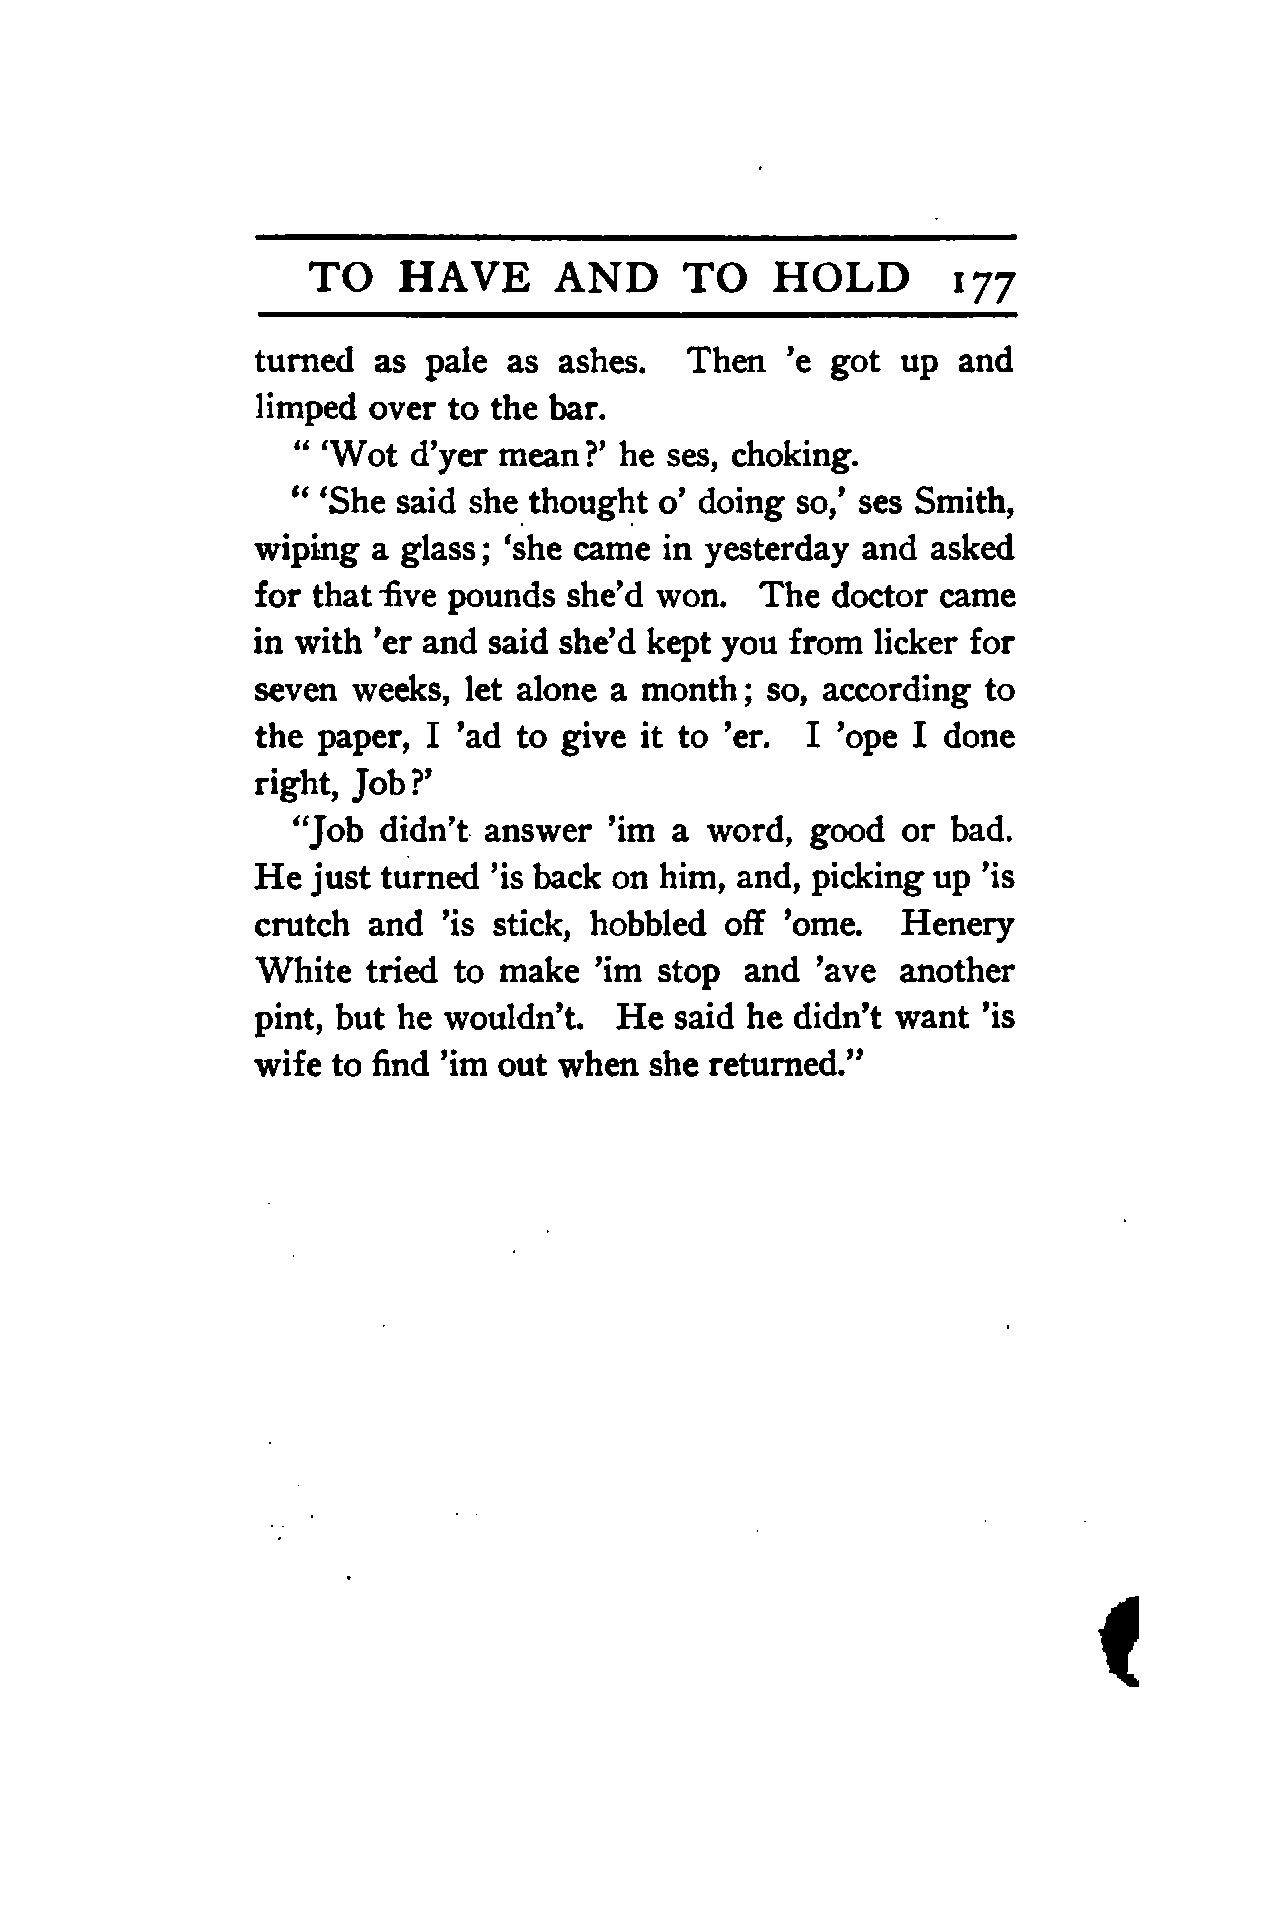 TO HAVE AND TO HOLD 177
turned as pale as ashes. Then 'e got up and
limped over to the bar.
" 'Wot d'yer mean?' he ses, choking.
" 'She said she thought o' doing so,' ses Smith,
wiping a glass; 'she came in yesterday and asked
for that five pounds she'd won. The doctor came
in with 'er and said she'd kept you from licker for
seven weeks, let alone a month; so, according to
the paper, I 'ad to give it to 'er. I 'ope I done
right, Job?'
"Job didn't answer 'im a word, good or bad.
He just turned 'is back on him, and, picking up 'is
crutch and 'is stick, hobbled off 'ome. Henery
White tried to make 'im stop and 'ave another
pint, but he wouldn't. He said he didn't want 'is
wife to find 'im out when she returned."